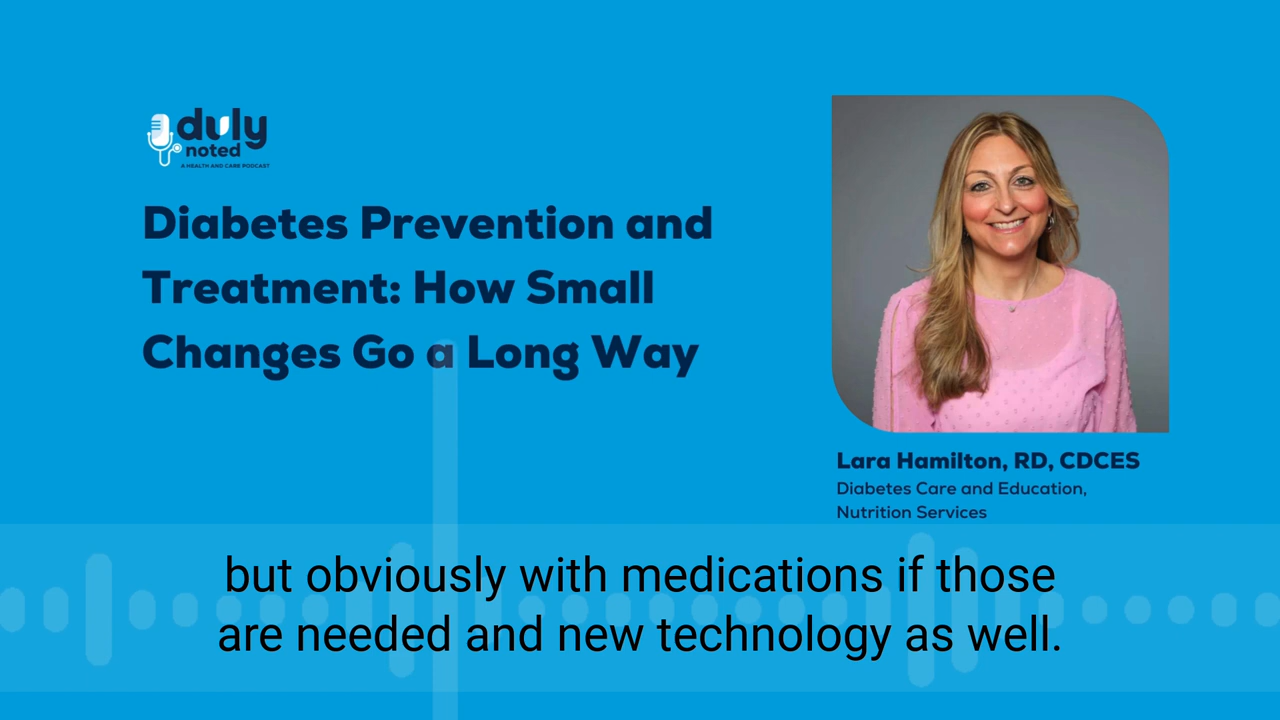 duly
noted
A HEALTH AND CARE PODCAST
Diabetes Prevention and
Treatment: How Small
Changes Go a Long Way
Lara Hamilton, RD, CDCES
Diabetes Care and Education,
Nutrition Services
but obviously with medications if those
are needed and new technology as well.